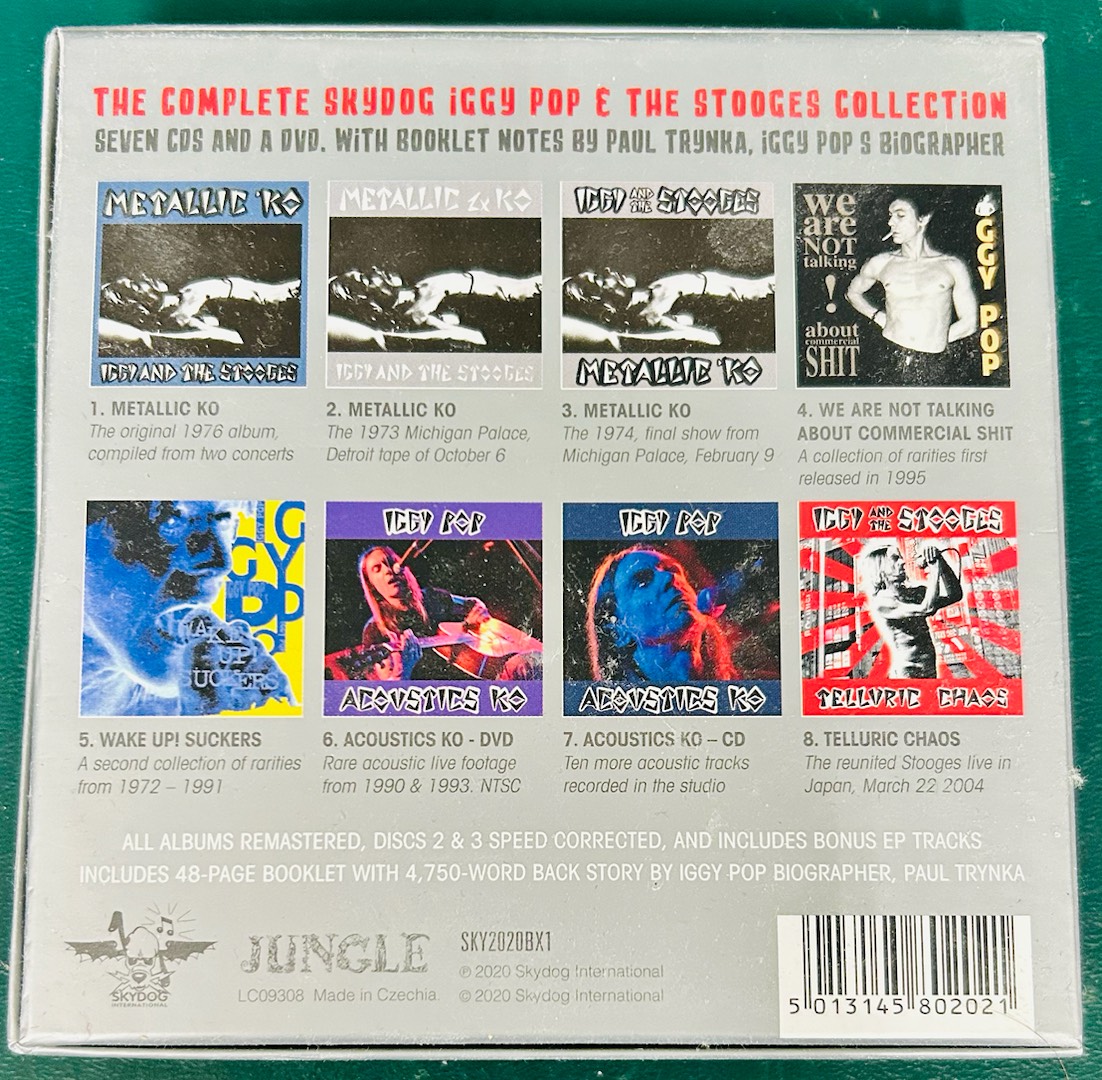 THE COMPLETE SKYDOG IGGY POP & THE STOOGES COLLECTION
SEVEN CDS AND A DVD. WITH BOOKLET NOTES BY PAUL TRYNKA, IGGY POP S BIOGRAPHER
METALLIC 'KO
IGGY AND THE STOOGES
METALLIC 2x KO
IGGY AND THE STOOGES
IGGY AND THE STOOGES
METALLIC 'KO
we are NOT talking ! about commercial SHIT
IGGY POP
1. METALLIC KO
The original 1976 album,
compiled from two concerts
2. METALLIC KO
The 1973 Michigan Palace,
Detroit tape of October 6
3. METALLIC KO
The 1974, final show from
Michigan Palace, February 9
4. WE ARE NOT TALKING
ABOUT COMMERCIAL SHIT
A collection of rarities first
released in 1995
IGGY POP
WAKE
UP
SUCKERS
IGGY POP
ACOUSTICS KO
IGGY POP
ACOUSTICS KO
IGGY AND THE STOOGES
TELLURIC CHAOS
5. WAKE UP! SUCKERS
A second collection of rarities
from 1972 – 1991
6. ACOUSTICS KO - DVD
Rare acoustic live footage
from 1990 & 1993. NTSC
7. ACOUSTICS KO – CD
Ten more acoustic tracks
recorded in the studio
8. TELLURIC CHAOS
The reunited Stooges live in
Japan, March 22 2004
ALL ALBUMS REMASTERED, DISCS 2 & 3 SPEED CORRECTED, AND INCLUDES BONUS EP TRACKS
INCLUDES 48-PAGE BOOKLET WITH 4,750-WORD BACK STORY BY IGGY POP BIOGRAPHER, PAUL TRYNKA
SKYDOG
INTERNATIONAL
JUNGLE
LC09308 Made in Czechia.
SKY2020BX1
℗ 2020 Skydog International
© 2020 Skydog International
5 013145 802021